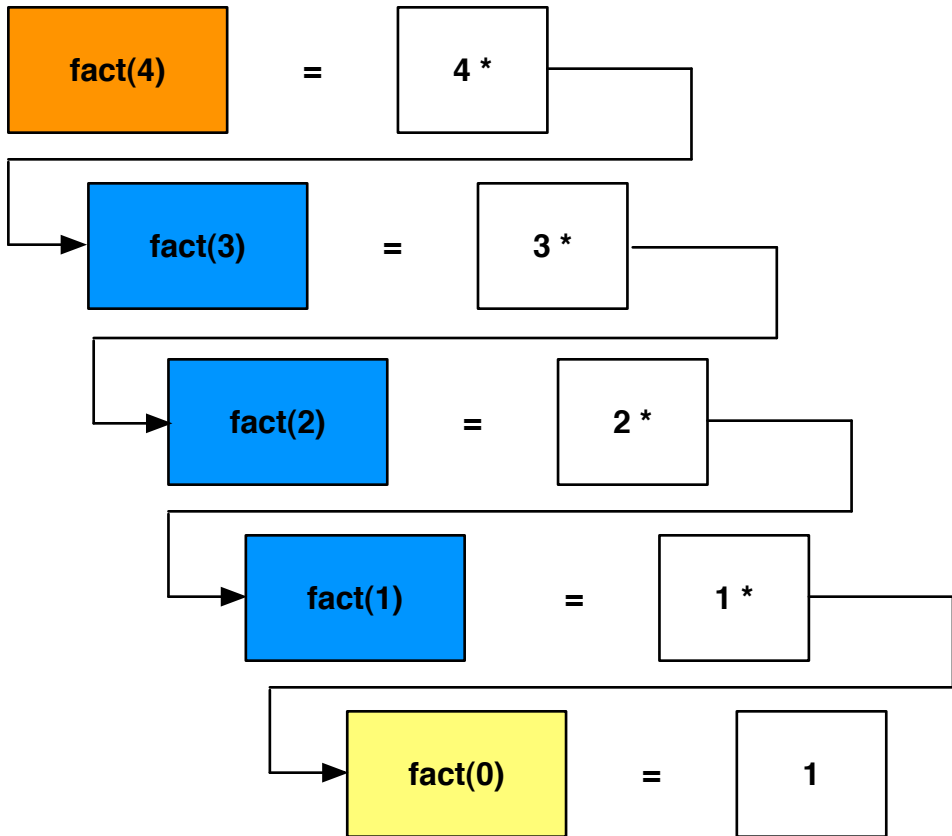 fact(4) = 4 *
fact(3) = 3 *
fact(2) = 2 *
fact(1) = 1 *
fact(0) = 1